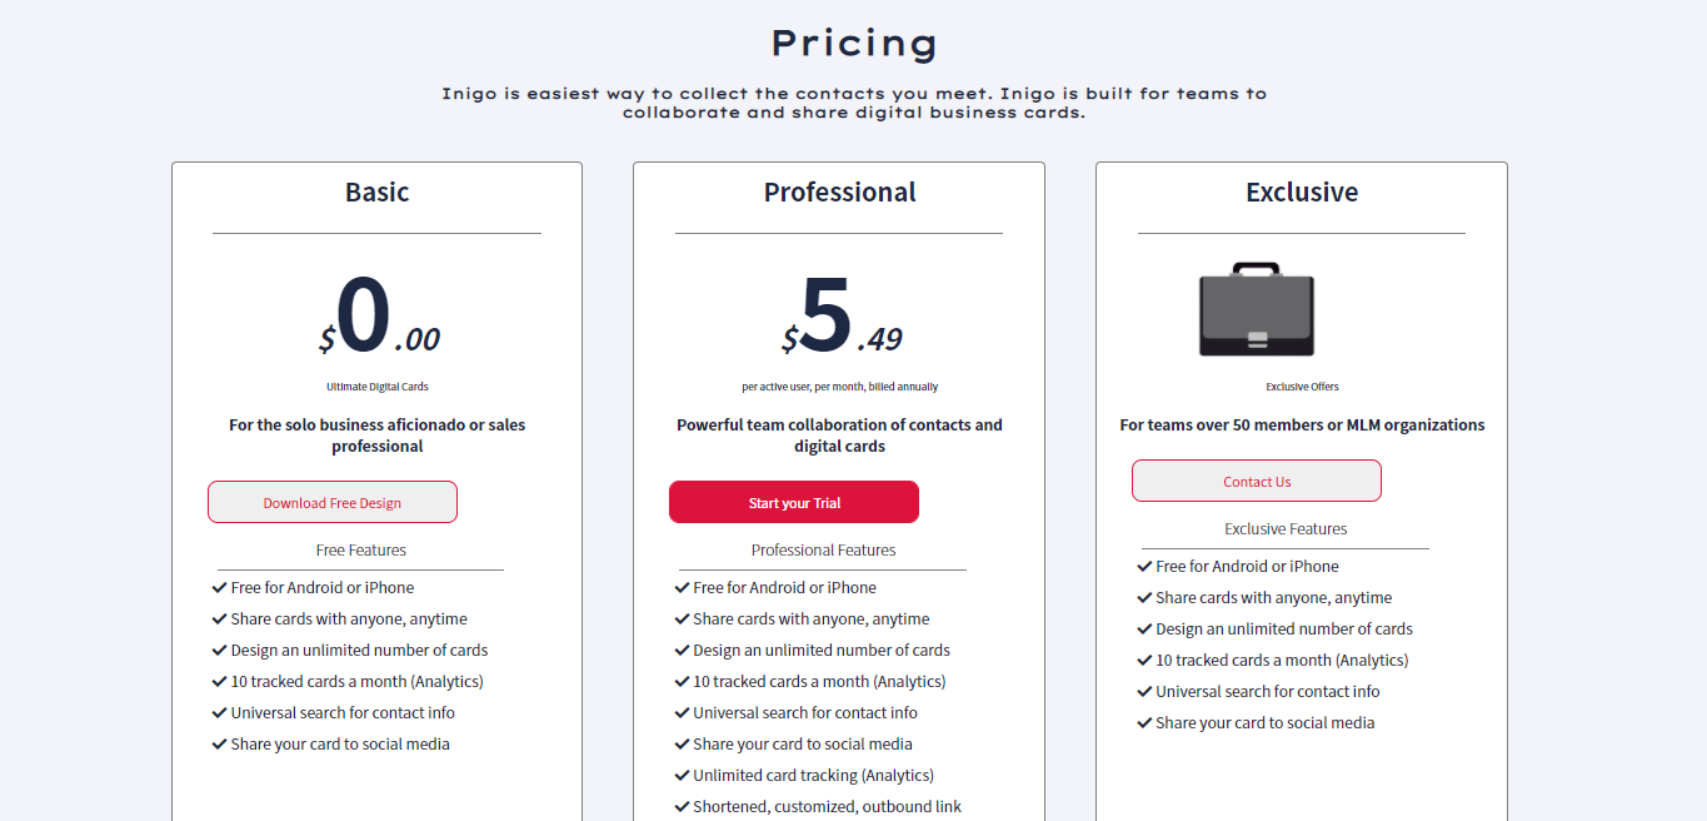 Pricing
Inigo is easiest way to collect the contacts you meet. Inigo is built for teams to
collaborate and share digital business cards.
Basic
$0.00
Ultimate Digital Cards
For the solo business aficionado or sales
professional
Download Free Design
Free Features
Free for Android or iPhone
Share cards with anyone, anytime
Design an unlimited number of cards
10 tracked cards a month (Analytics)
Universal search for contact info
Share your card to social media
Professional
$5.49
per active user, per month, billed annually
Powerful team collaboration of contacts and
digital cards
Start your Trial
Professional Features
Free for Android or iPhone
Share cards with anyone, anytime
Design an unlimited number of cards
10 tracked cards a month (Analytics)
Universal search for contact info
Share your card to social media
Unlimited card tracking (Analytics)
Shortened, customized, outbound link
Exclusive
Exclusive Offers
For teams over 50 members or MLM organizations
Contact Us
Exclusive Features
Free for Android or iPhone
Share cards with anyone, anytime
Design an unlimited number of cards
10 tracked cards a month (Analytics)
Universal search for contact info
Share your card to social media